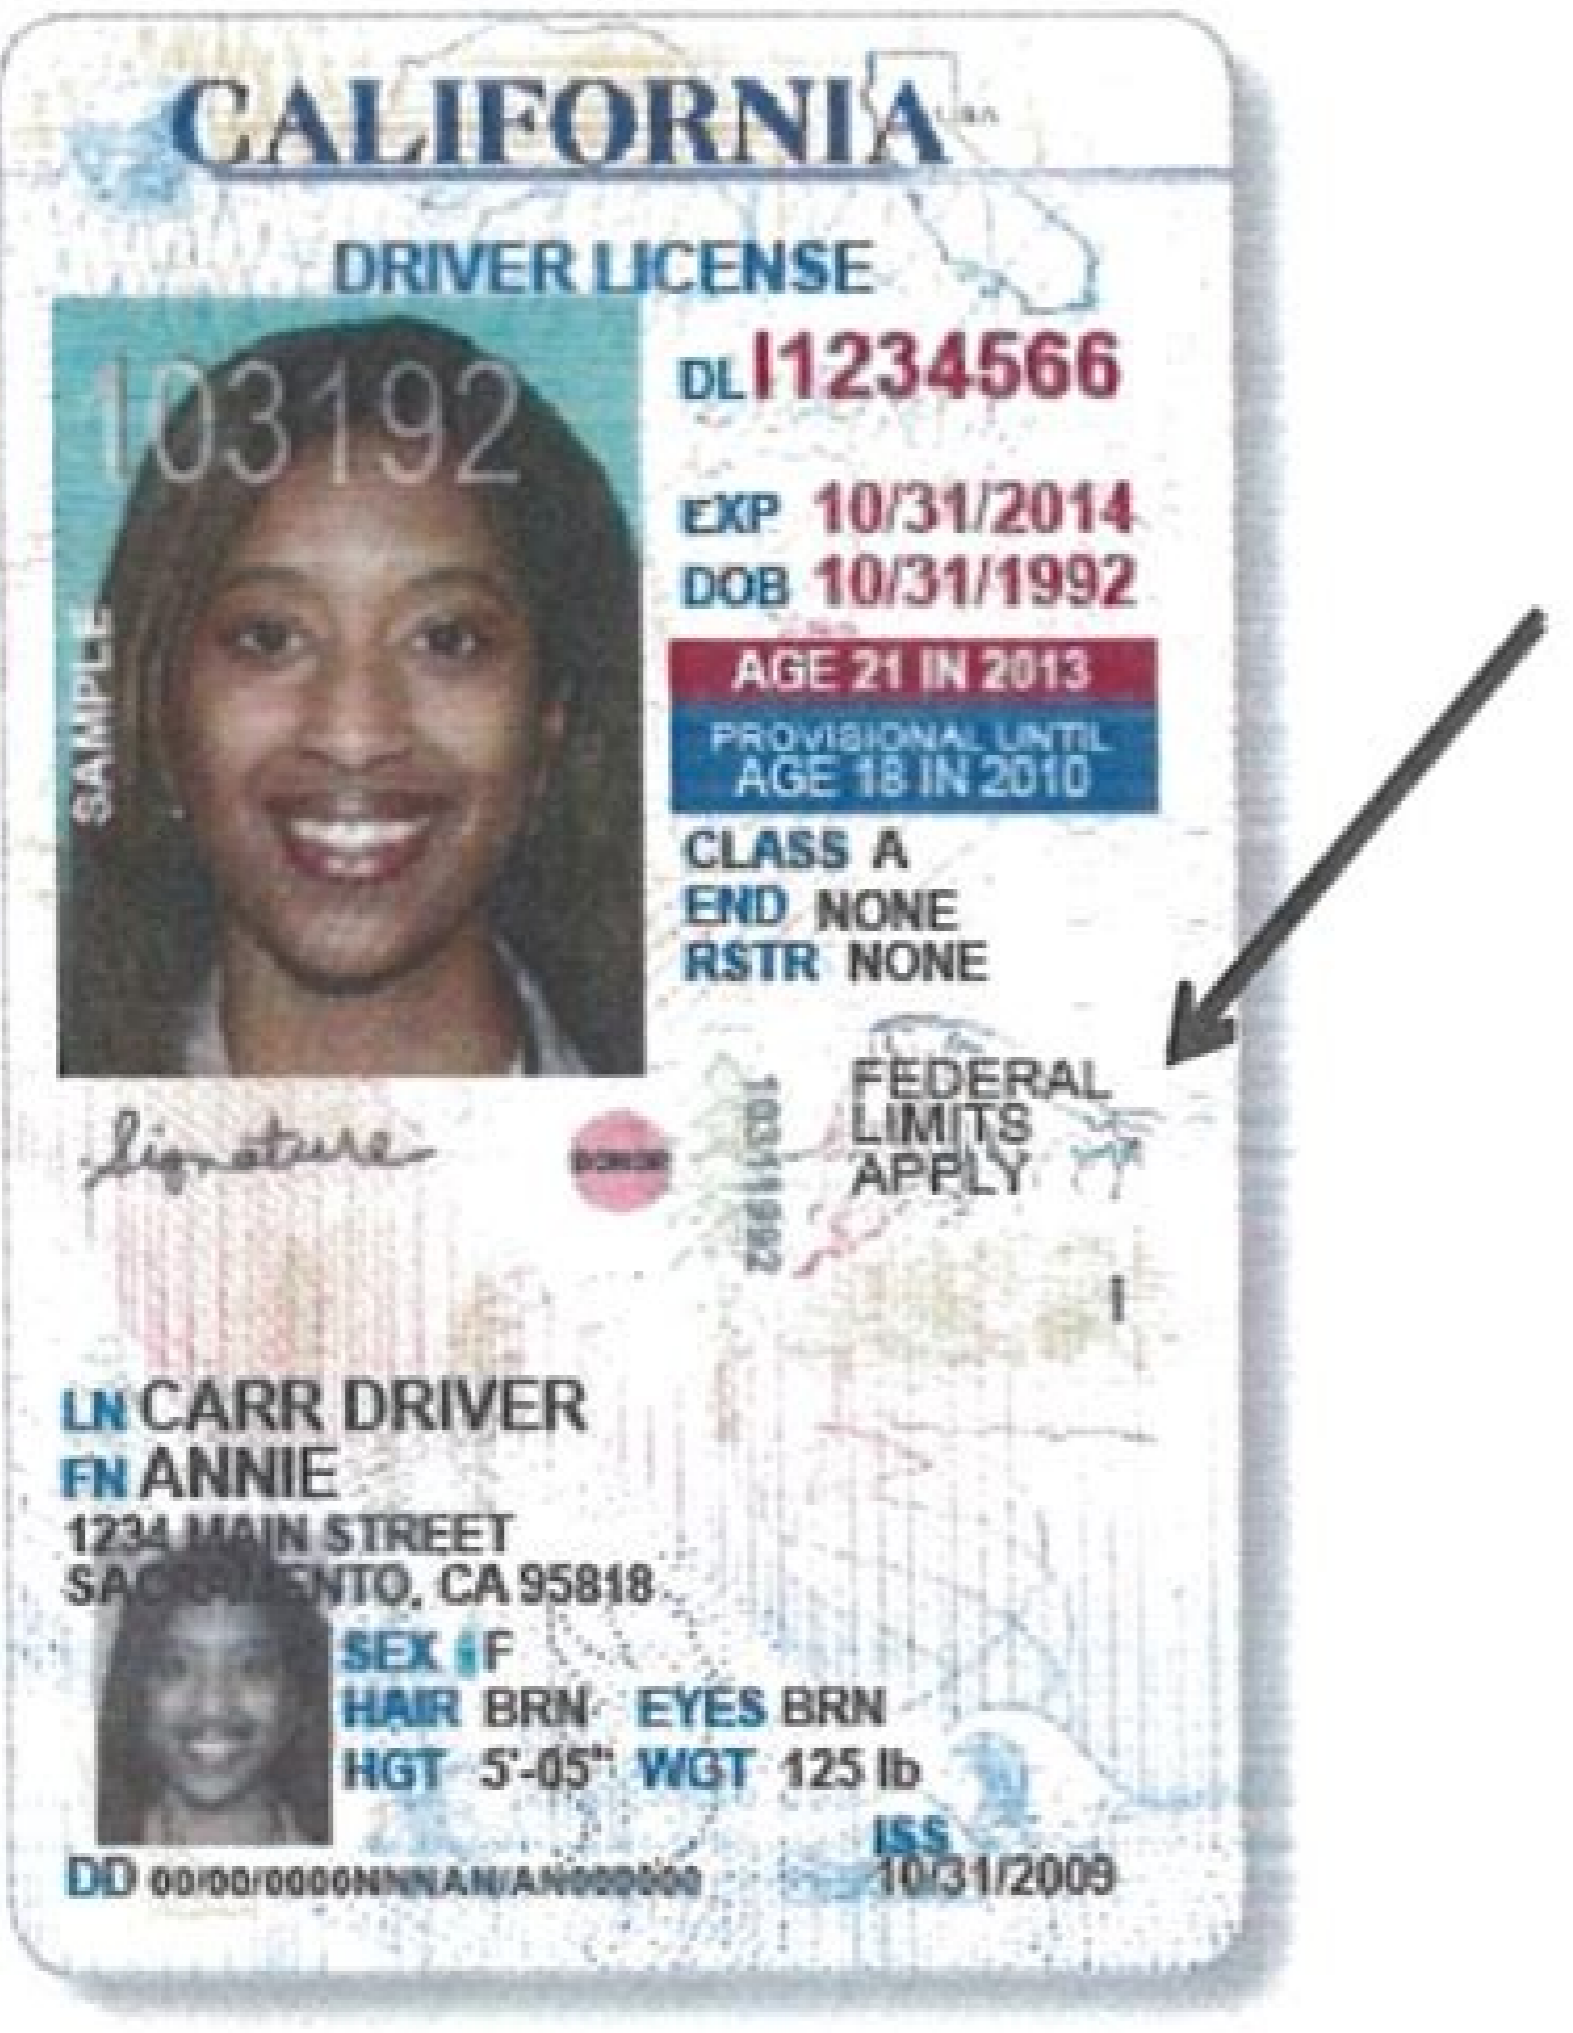 CALIFORNIA
DRIVER LICENSE
103192
SAMPLE
DL I1234566
EXP 10/31/2014
DOB 10/31/1992
AGE 21 IN 2013
PROVISIONAL UNTIL
AGE 18 IN 2010
CLASS A
END NONE
RSTR NONE
FEDERAL
LIMITS
APPLY
Signature
DONOR
10311992
LN CARR DRIVER
FN ANNIE
1234 MAIN STREET
SACRAMENTO, CA 95818
SEX F
HAIR BRN EYES BRN
HGT 5'-05" WGT 125 lb
ISS
DD 00/00/0000NNNAN/AN
10/31/2009